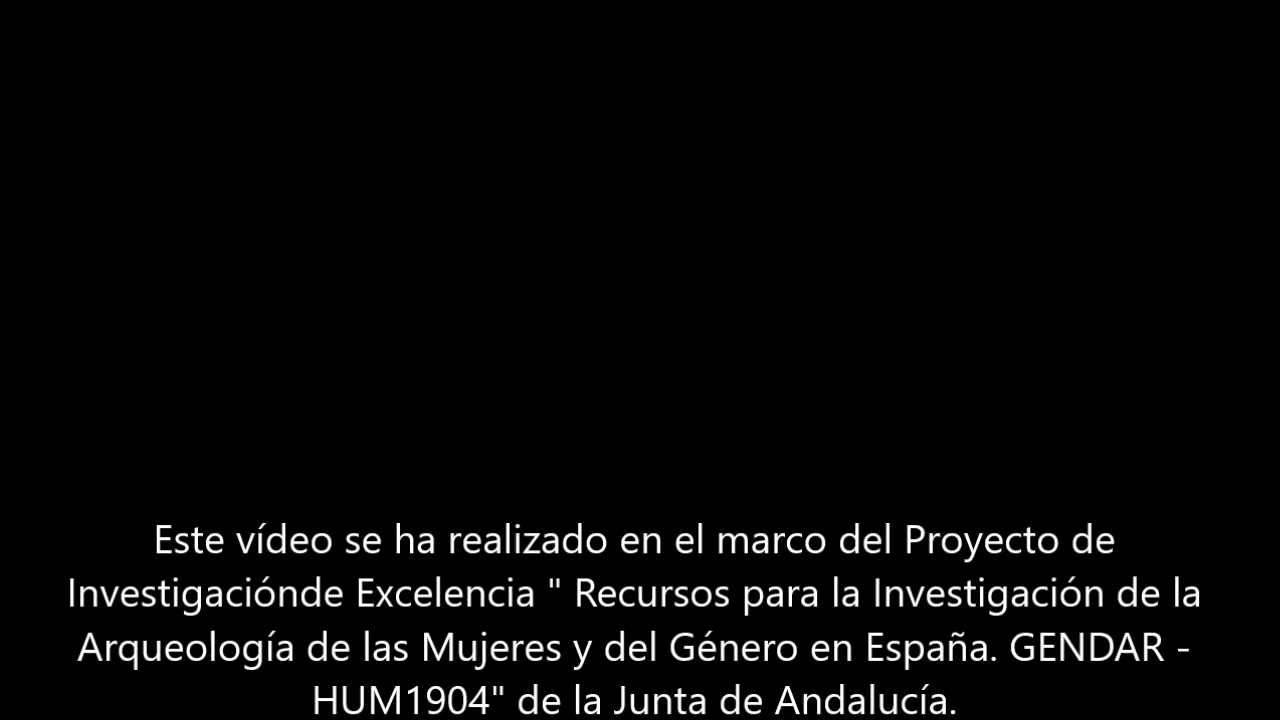 Este vídeo se ha realizado en el marco del Proyecto de
Investigaciónde Excelencia " Recursos para la Investigación de la
Arqueología de las Mujeres y del Género en España. GENDAR -
HUM1904" de la Junta de Andalucía.